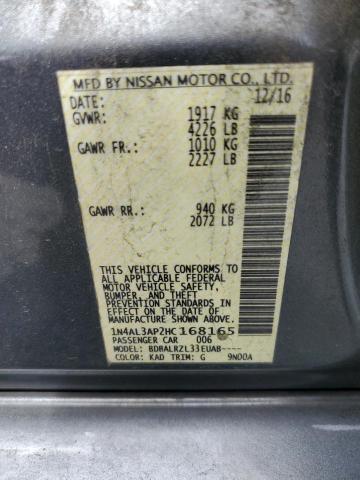 MFD BY NISSAN MOTOR CO., LTD.
DATE: 12/16
GVWR: 1917 KG
4226 LB
GAWR FR.: 1010 KG
2227 LB
GAWR RR.: 940 KG
2072 LB
THIS VEHICLE CONFORMS TO
ALL APPLICABLE FEDERAL
MOTOR VEHICLE SAFETY,
BUMPER, AND THEFT
PREVENTION STANDARDS IN
EFFECT ON THE DATE OF
MANUFACTURE SHOWN ABOVE.
1N4AL3AP2HC168165
PASSENGER CAR 006
MODEL: BDRALRZL33EUAB----
COLOR: KAD TRIM: G 9N00A